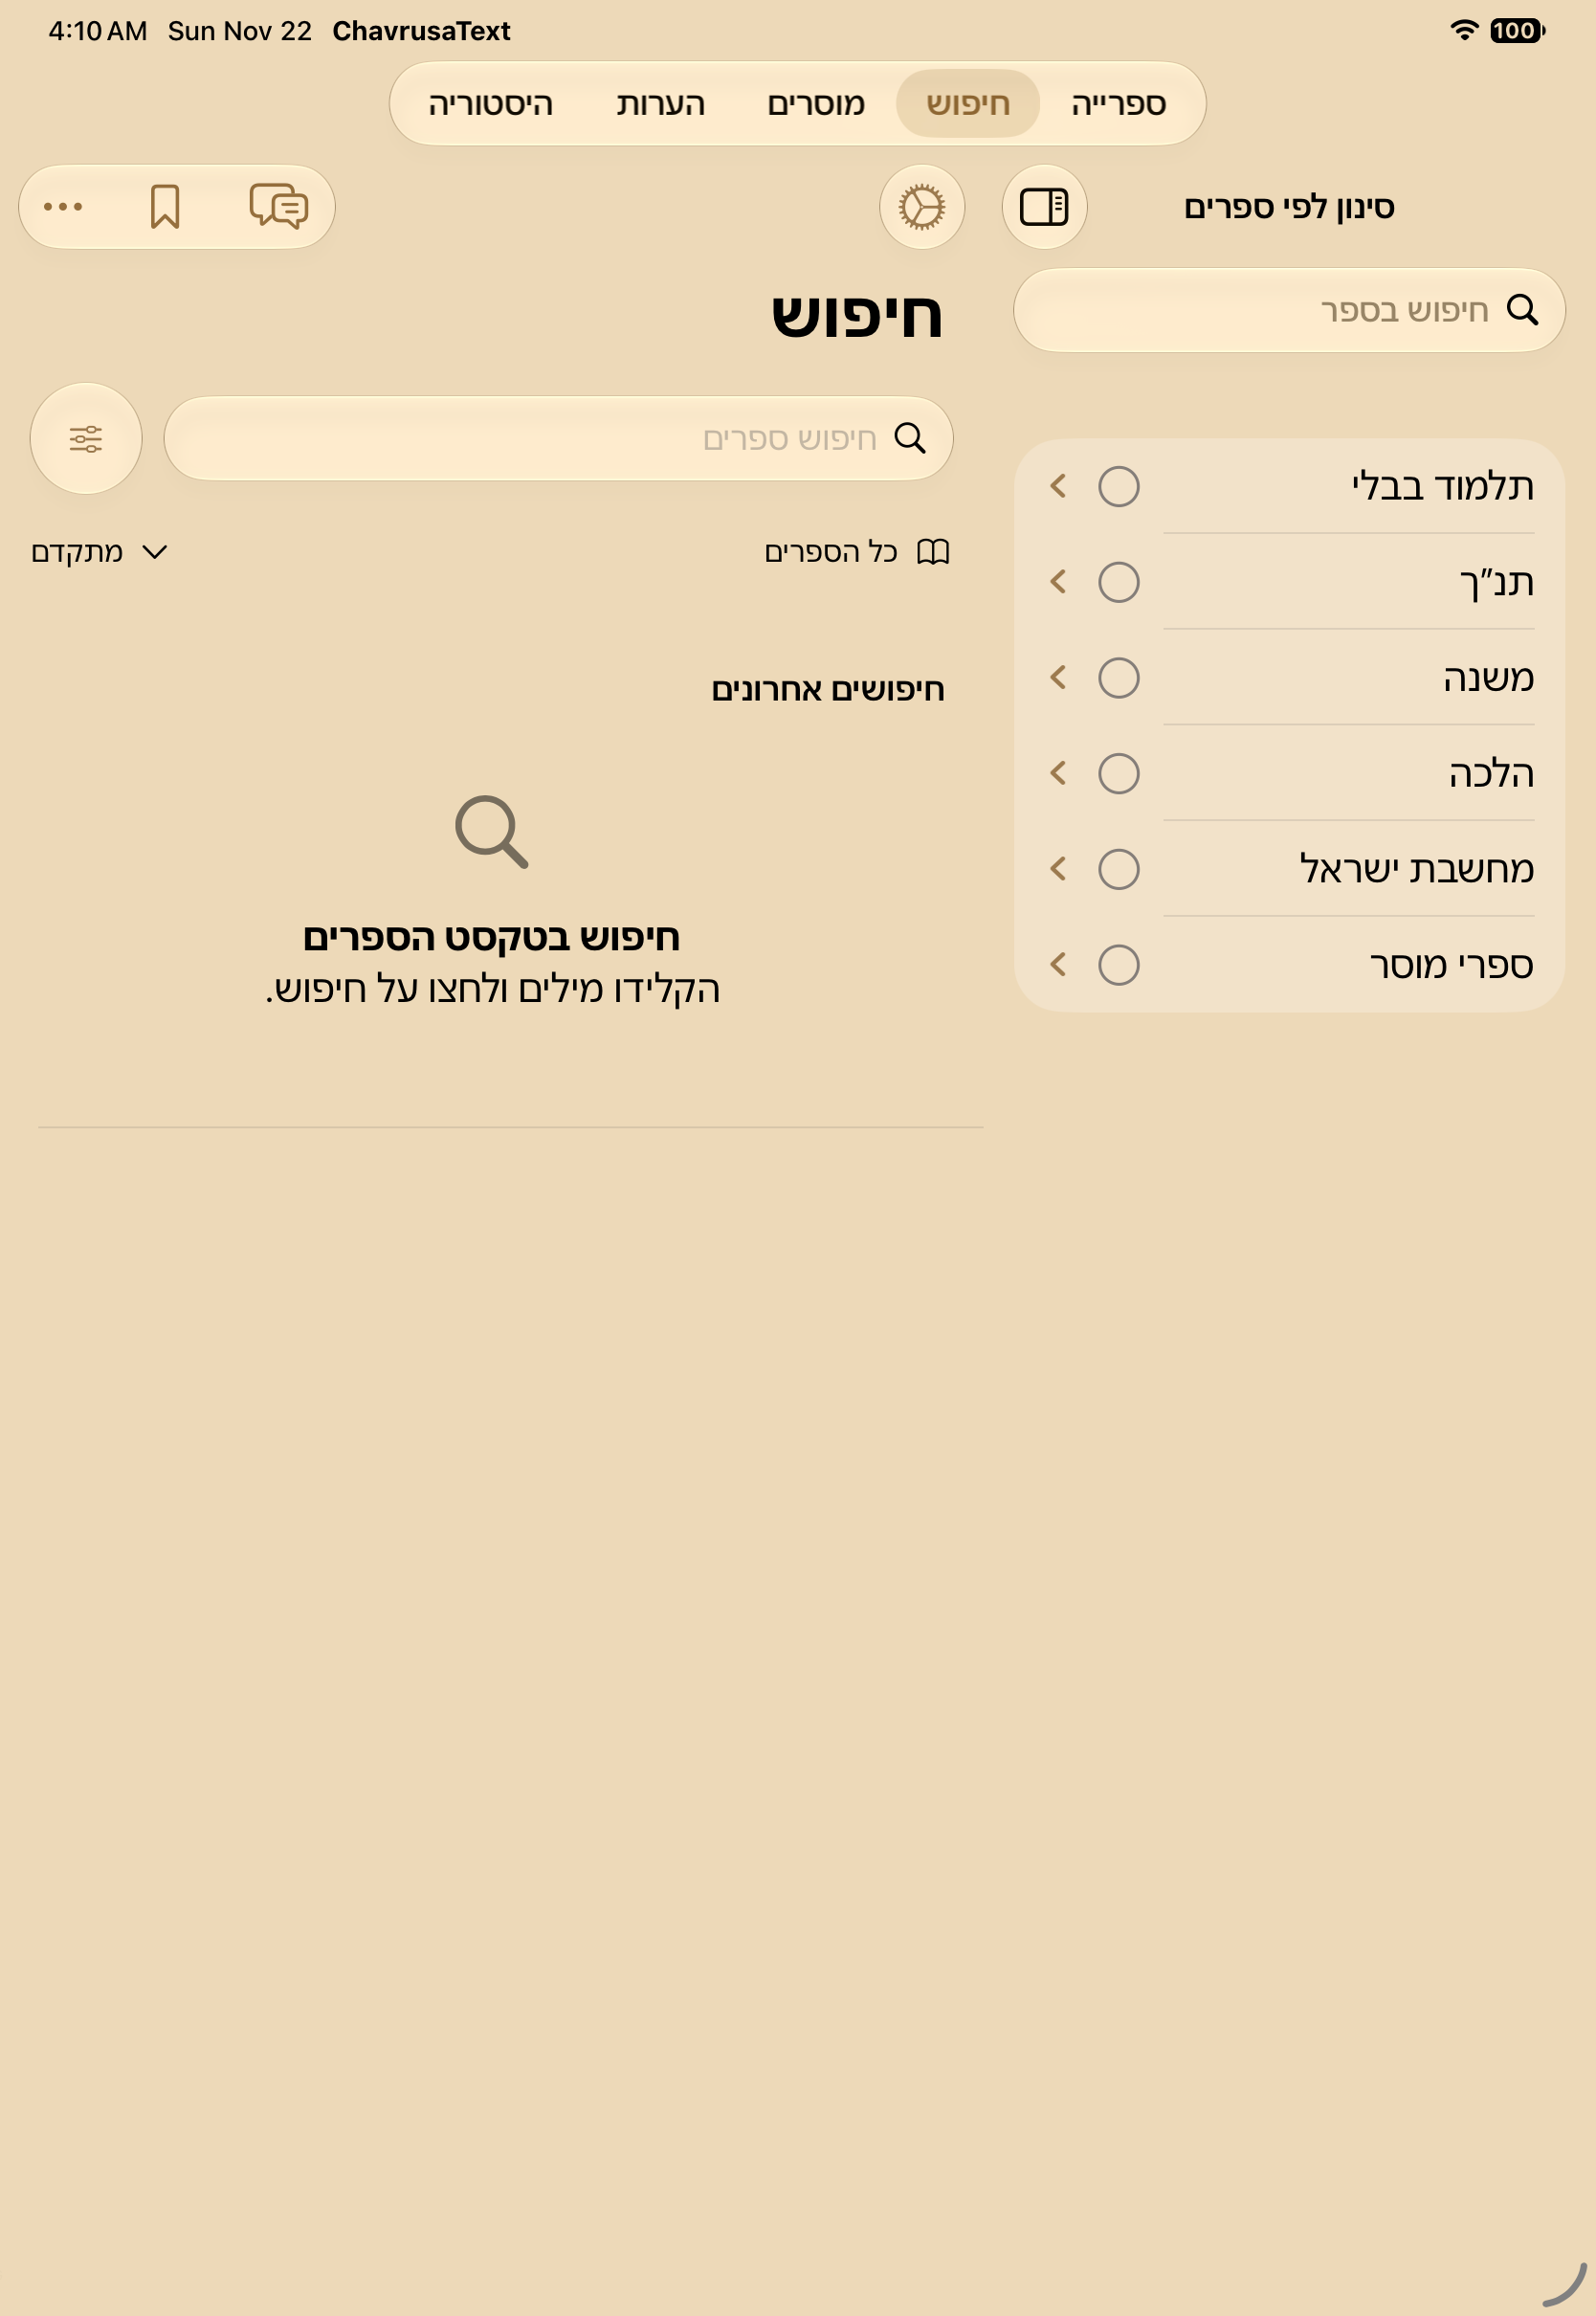 4:10 AM Sun Nov 22 ChavrusaText
100
ספרייה חיפוש מוסרים הערות היסטוריה
סינון לפי ספרים
חיפוש בספר
תלמוד בבלי
תנ"ך
משנה
הלכה
מחשבת ישראל
ספרי מוסר
חיפוש
חיפוש ספרים
כל הספרים
מתקדם
חיפושים אחרונים
חיפוש בטקסט הספרים
הקלידו מילים ולחצו על חיפוש.